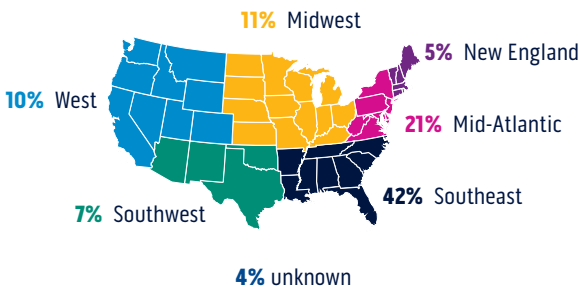 11% Midwest
5% New England
10% West
21% Mid-Atlantic
42% Southeast
7% Southwest
4% unknown